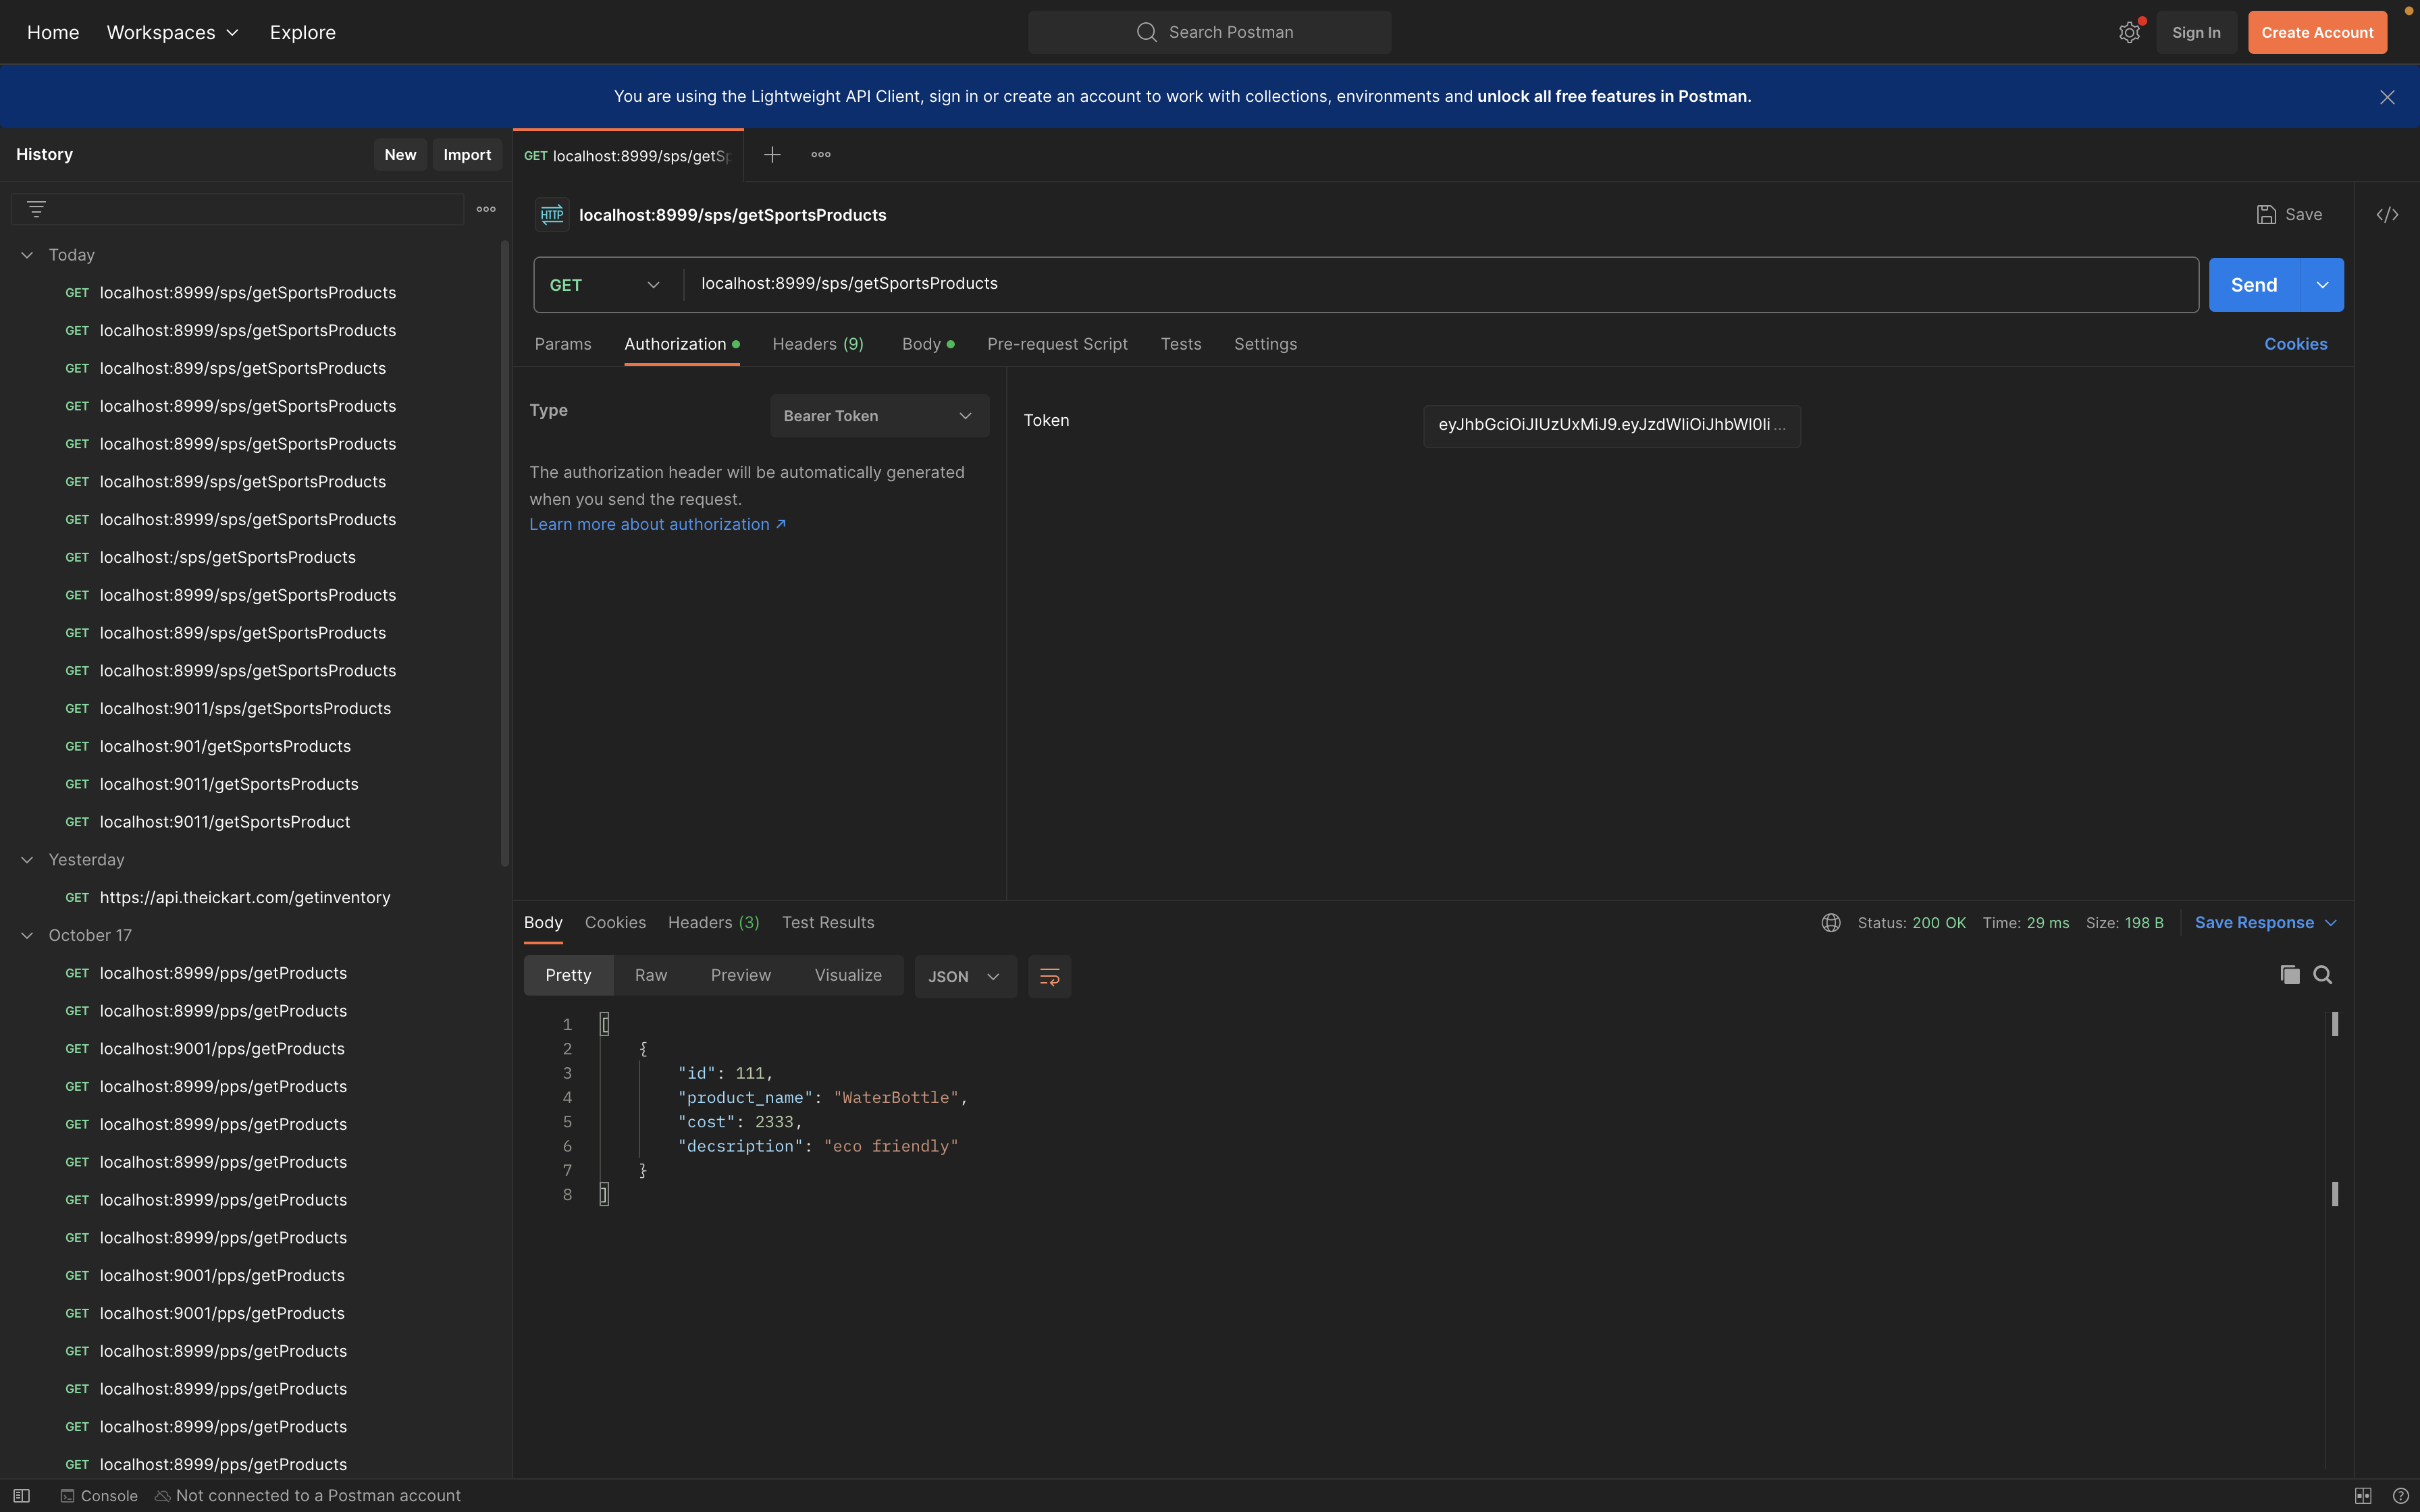 Home Workspaces Explore
Search Postman
Sign In
Create Account
You are using the Lightweight API Client, sign in or create an account to work with collections, environments and unlock all free features in Postman.
History
New
Import
Today
GET localhost:8999/sps/getSportsProducts
GET localhost:8999/sps/getSportsProducts
GET localhost:899/sps/getSportsProducts
GET localhost:8999/sps/getSportsProducts
GET localhost:8999/sps/getSportsProducts
GET localhost:899/sps/getSportsProducts
GET localhost:8999/sps/getSportsProducts
GET localhost:/sps/getSportsProducts
GET localhost:8999/sps/getSportsProducts
GET localhost:899/sps/getSportsProducts
GET localhost:8999/sps/getSportsProducts
GET localhost:9011/sps/getSportsProducts
GET localhost:901/getSportsProducts
GET localhost:9011/getSportsProducts
GET localhost:9011/getSportsProduct
Yesterday
GET https://api.theickart.com/getinventory
October 17
GET localhost:8999/pps/getProducts
GET localhost:8999/pps/getProducts
GET localhost:9001/pps/getProducts
GET localhost:8999/pps/getProducts
GET localhost:8999/pps/getProducts
GET localhost:8999/pps/getProducts
GET localhost:8999/pps/getProducts
GET localhost:8999/pps/getProducts
GET localhost:9001/pps/getProducts
GET localhost:9001/pps/getProducts
GET localhost:8999/pps/getProducts
GET localhost:8999/pps/getProducts
GET localhost:8999/pps/getProducts
GET localhost:8999/pps/getProducts
GET localhost:8999/sps/getSp
HTTP localhost:8999/sps/getSportsProducts
Save
</>
GET localhost:8999/sps/getSportsProducts
Send
Params Authorization Headers (9) Body Pre-request Script Tests Settings
Cookies
Type
Bearer Token
The authorization header will be automatically generated
when you send the request.
Learn more about authorization ↗
Token
eyJhbGciOiJIUzUxMiJ9.eyJzdWIiOiJhbWl0Ii ...
Body Cookies Headers (3) Test Results
Status: 200 OK Time: 29 ms Size: 198 B
Save Response
Pretty Raw Preview Visualize
JSON
1 [
2 {
3 "id": 111,
4 "product_name": "WaterBottle",
5 "cost": 2333,
6 "decsription": "eco friendly"
7 }
8 ]
Console Not connected to a Postman account